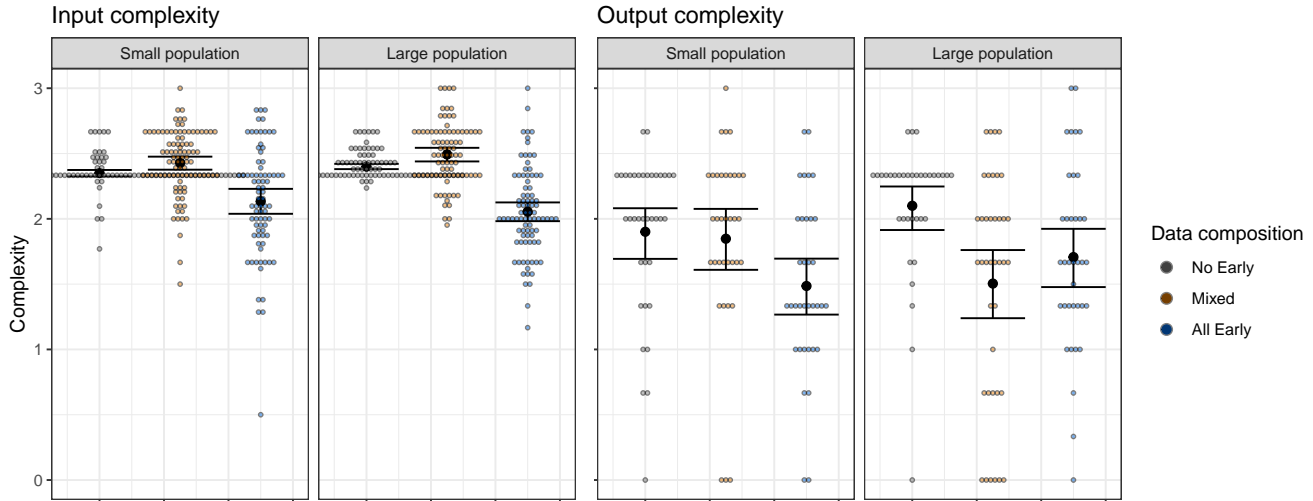 Input complexity
Output complexity
Small population
Large population
Small population
Large population
Complexity
3
2
1
0
Data composition
No Early
Mixed
All Early